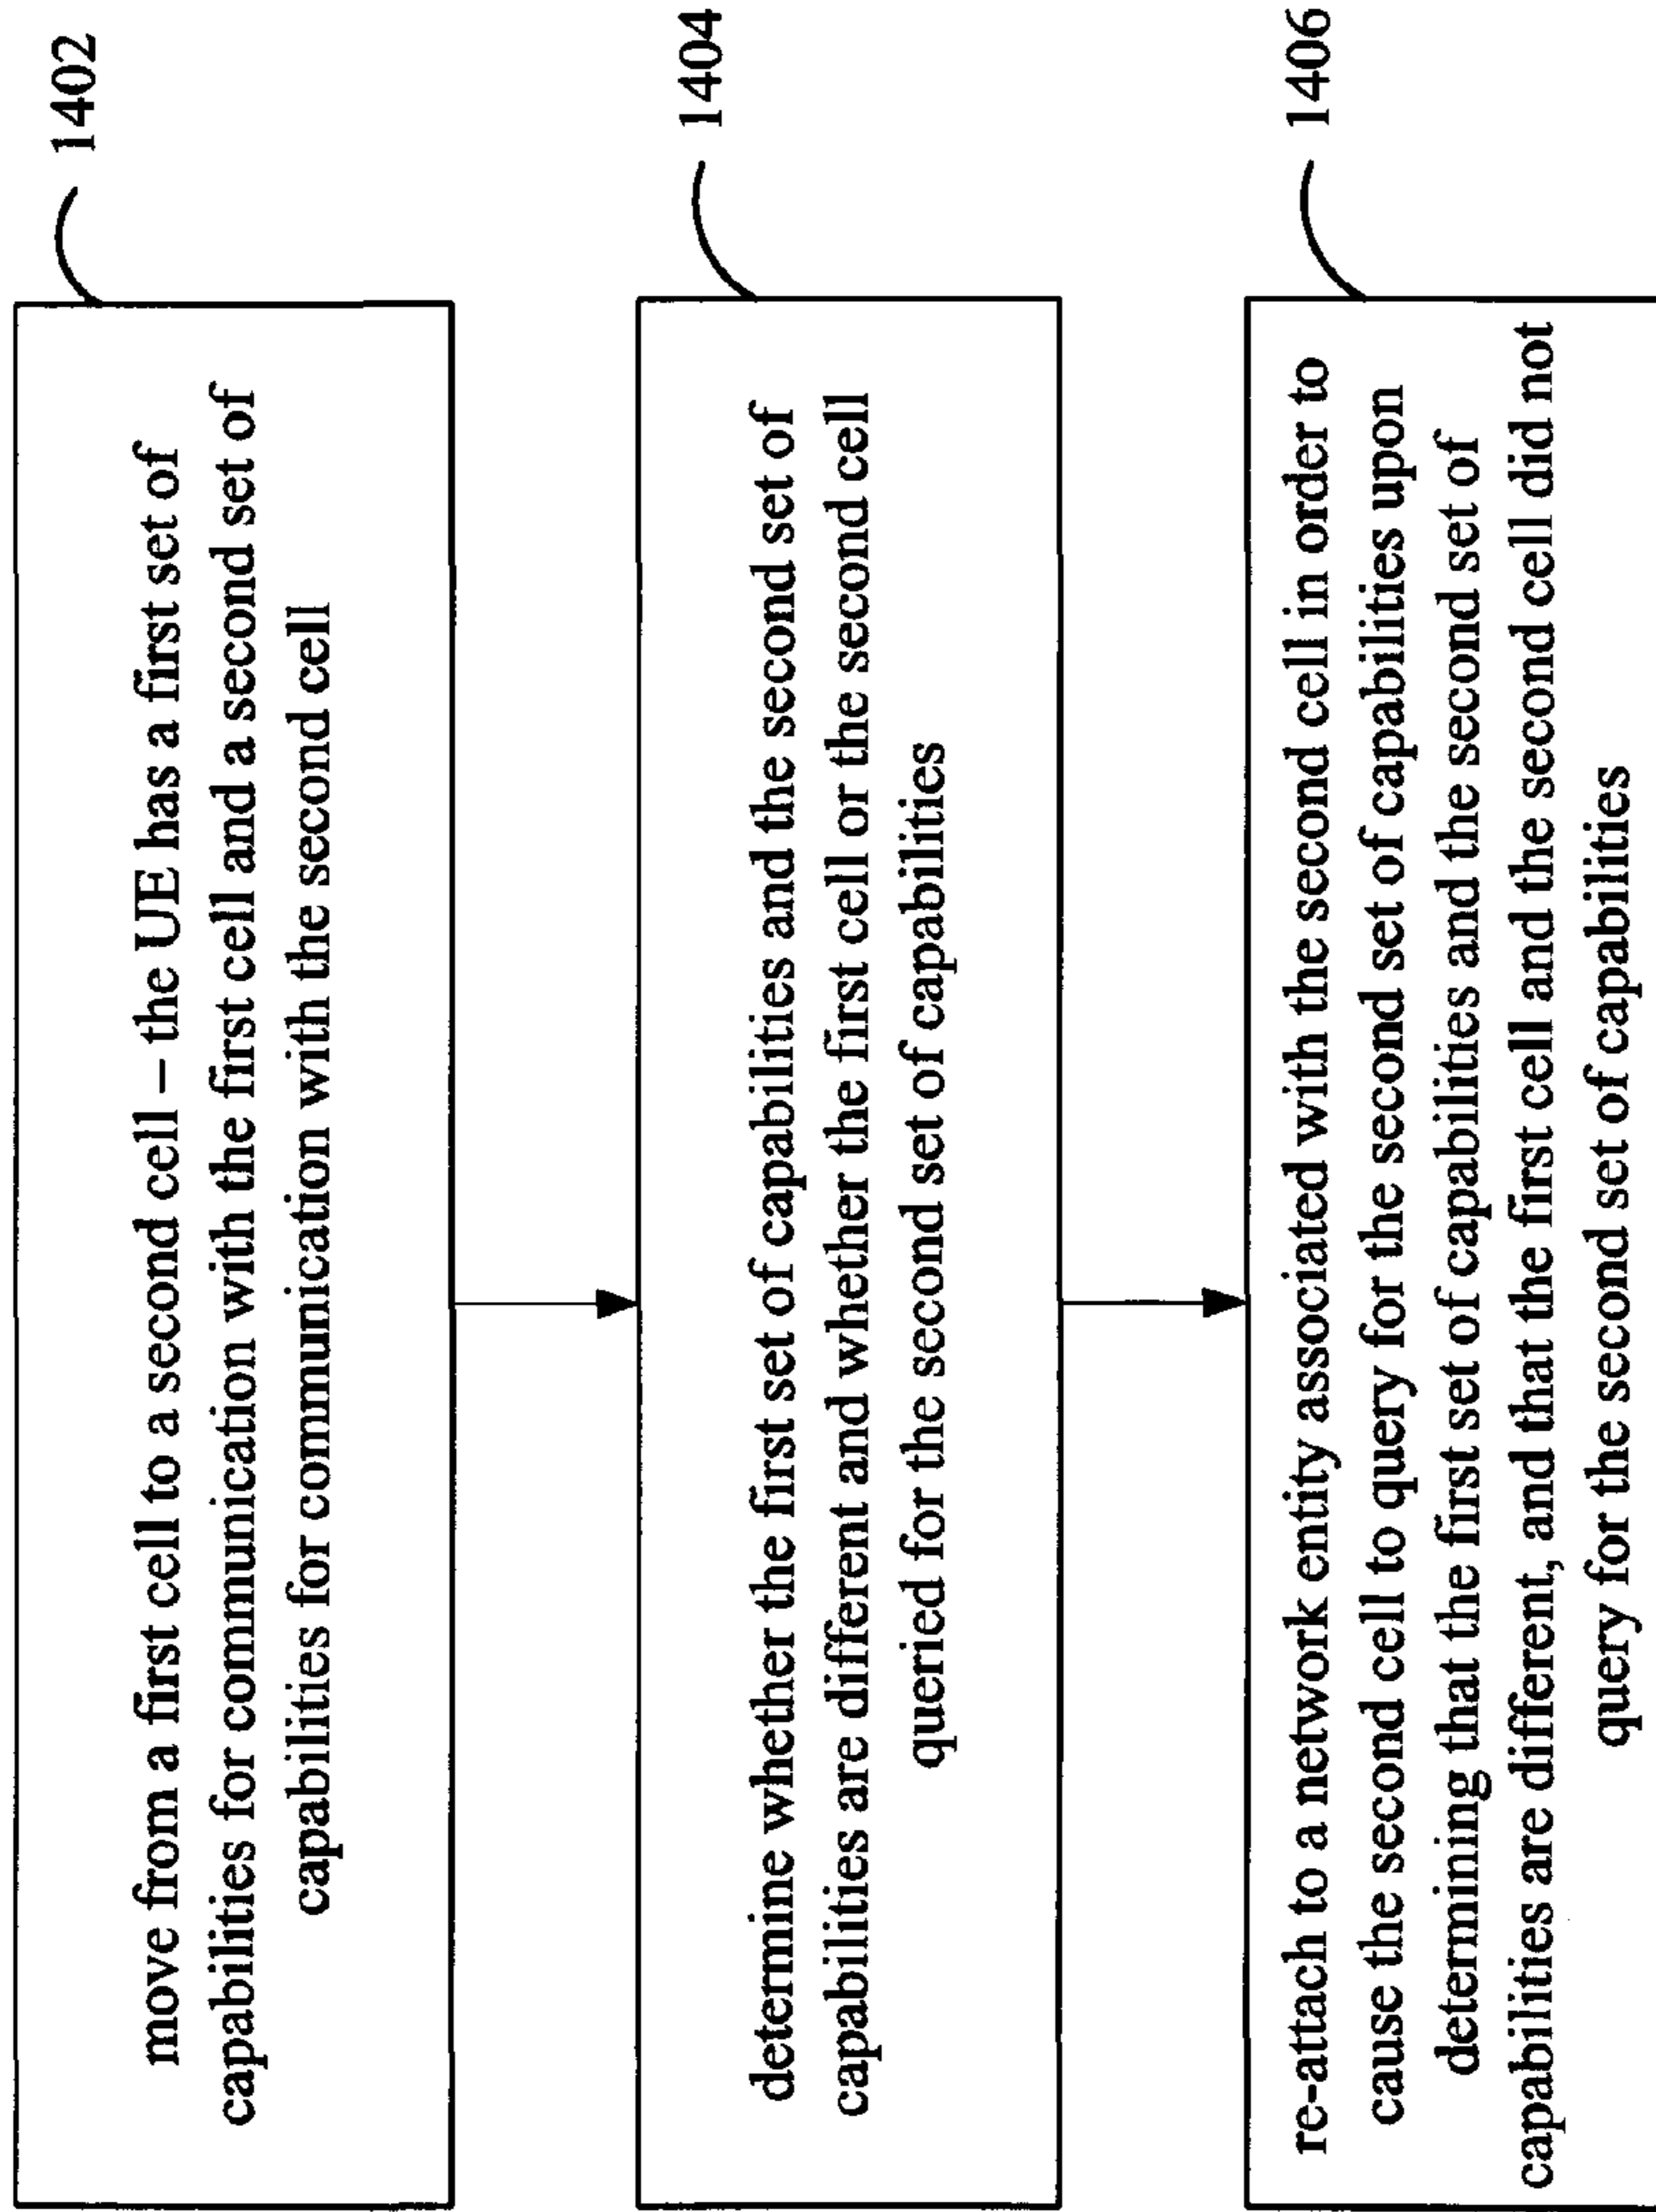 1402
move from a first cell to a second cell – the UE has a first set of
capabilities for communication with the first cell and a second set of
capabilities for communication with the second cell
1404
determine whether the first set of capabilities and the second set of
capabilities are different and whether the first cell or the second cell
queried for the second set of capabilities
1406
re-attach to a network entity associated with the second cell in order to
cause the second cell to query for the second set of capabilities upon
determining that the first set of capabilities and the second set of
capabilities are different, and that the first cell and the second cell did not
query for the second set of capabilities